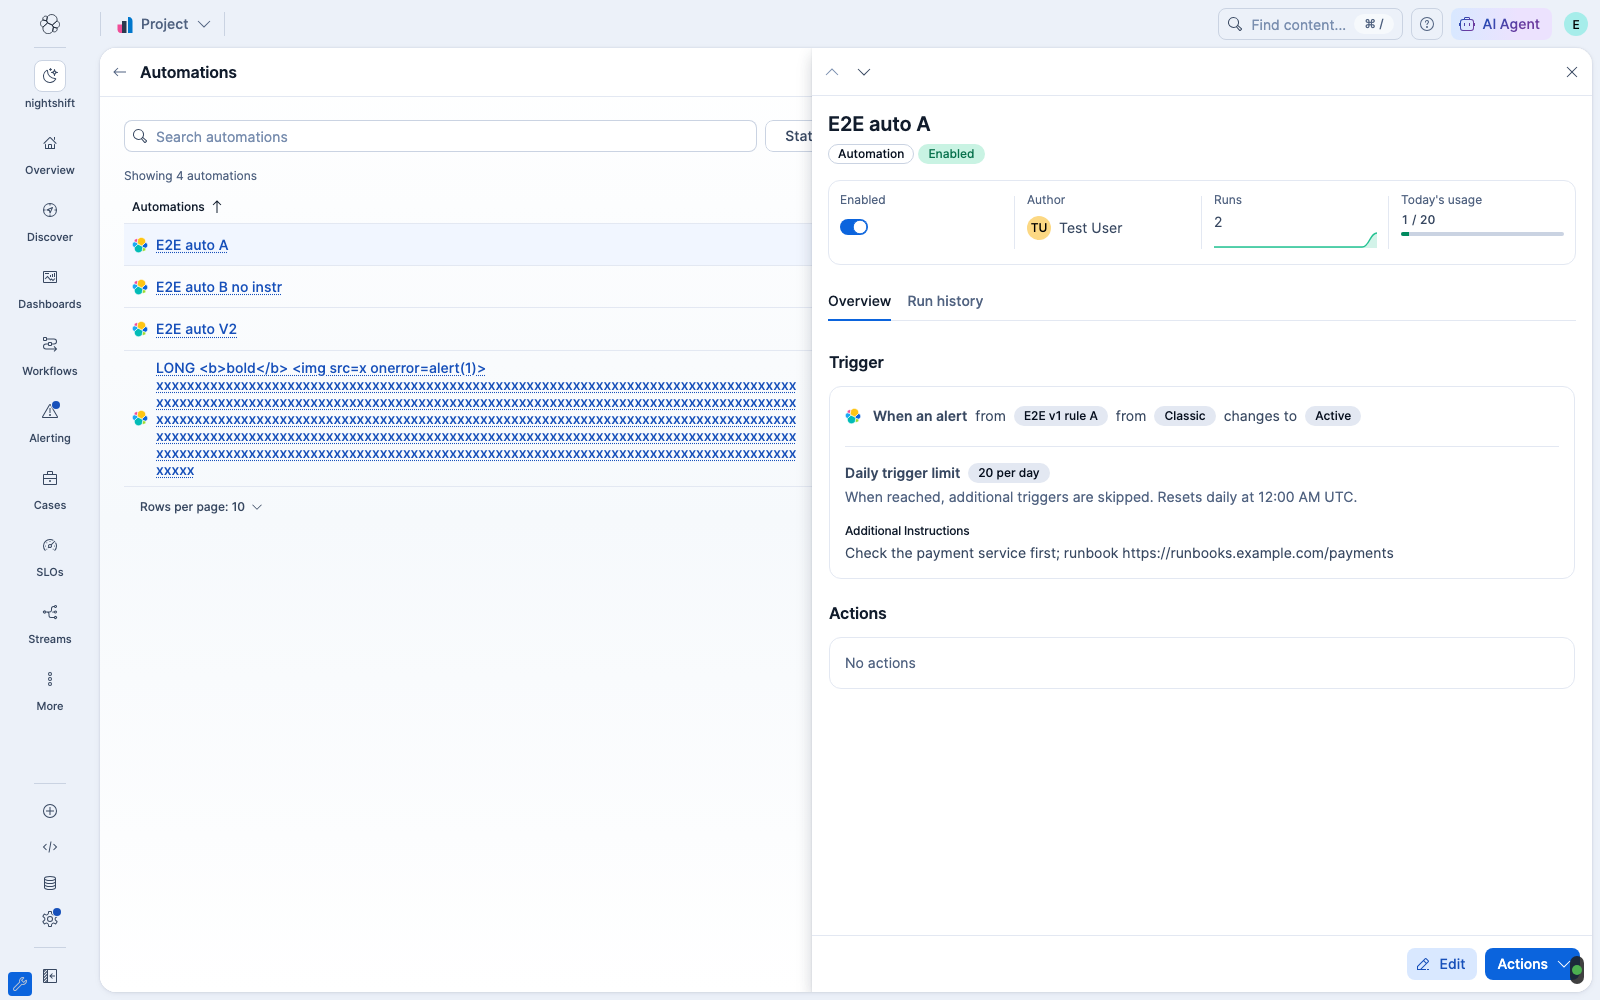 Project
Find content...
⌘ /
AI Agent
E
nightshift
Overview
Discover
Dashboards
Workflows
Alerting
Cases
SLOs
Streams
More
Automations
Search automations
Stat
Showing 4 automations
Automations
E2E auto A
E2E auto B no instr
E2E auto V2
LONG <b>bold</b> <img src=x onerror=alert(1)>
xxxxxxxxxxxxxxxxxxxxxxxxxxxxxxxxxxxxxxxxxxxxxxxxxxxxxxxxxxxxxxxxxxxxxxxxxxxxxxxx
xxxxxxxxxxxxxxxxxxxxxxxxxxxxxxxxxxxxxxxxxxxxxxxxxxxxxxxxxxxxxxxxxxxxxxxxxxxxxxxx
xxxxxxxxxxxxxxxxxxxxxxxxxxxxxxxxxxxxxxxxxxxxxxxxxxxxxxxxxxxxxxxxxxxxxxxxxxxxxxxx
xxxxxxxxxxxxxxxxxxxxxxxxxxxxxxxxxxxxxxxxxxxxxxxxxxxxxxxxxxxxxxxxxxxxxxxxxxxxxxxx
xxxxxxxxxxxxxxxxxxxxxxxxxxxxxxxxxxxxxxxxxxxxxxxxxxxxxxxxxxxxxxxxxxxxxxxxxxxxxxxx
xxxxx
Rows per page: 10
E2E auto A
Automation Enabled
Enabled
Author
TU Test User
Runs
2
Today's usage
1 / 20
Overview Run history
Trigger
When an alert from E2E v1 rule A from Classic changes to Active
Daily trigger limit 20 per day
When reached, additional triggers are skipped. Resets daily at 12:00 AM UTC.
Additional Instructions
Check the payment service first; runbook https://runbooks.example.com/payments
Actions
No actions
Edit
Actions